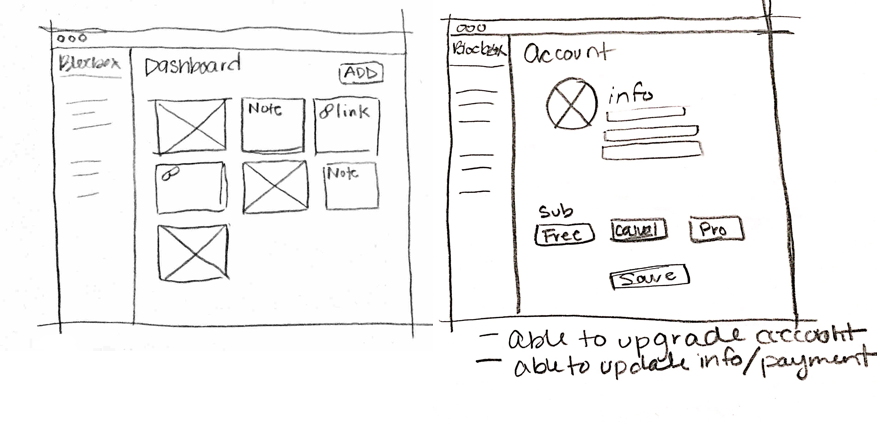 Blocbox
Dashboard
ADD
Note
link
Note
Blocbox
Account
info
Sub
Free
Cancel
Pro
Save
- able to upgrade account
- able to update info/payment